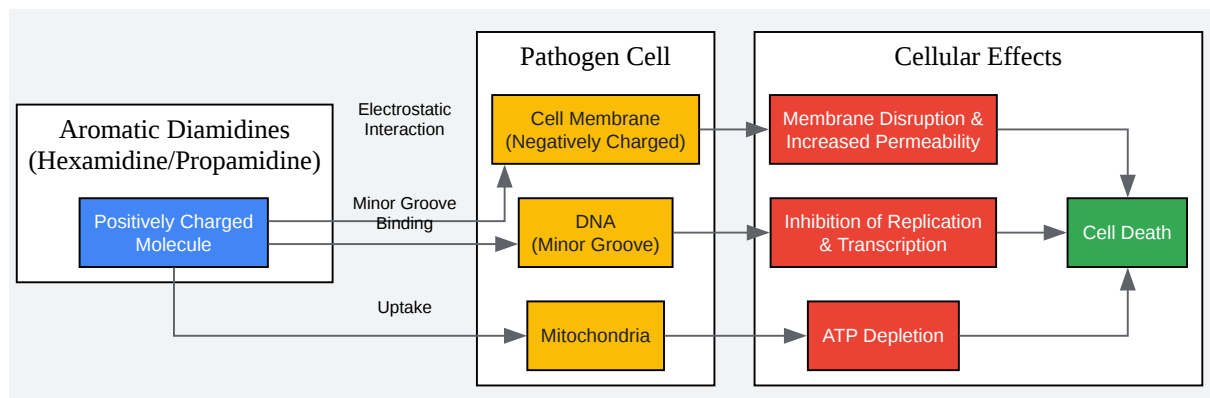 Aromatic Diamidines
(Hexamidine/Propamidine)
Positively Charged
Molecule
Electrostatic
Interaction
Minor Groove
Binding
Uptake
Pathogen Cell
Cell Membrane
(Negatively Charged)
DNA
(Minor Groove)
Mitochondria
Cellular Effects
Membrane Disruption &
Increased Permeability
Inhibition of Replication
& Transcription
ATP Depletion
Cell Death